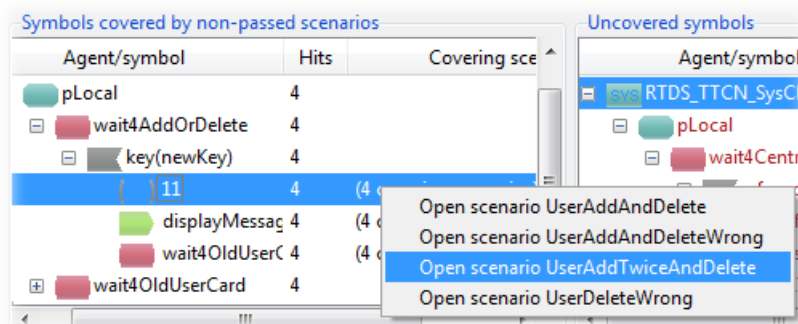 Symbols covered by non-passed scenarios
Agent/symbol Hits Covering sce
pLocal 4
wait4AddOrDelete 4
key(newKey) 4
11 4 (4
displayMessag 4 (4
wait4OldUserC 4 (4
wait4OldUserCard 4
Uncovered symbols
Agent/symbol
sys RTDS_TTCN_SysCl
pLocal
wait4Centr
Open scenario UserAddAndDelete
Open scenario UserAddAndDeleteWrong
Open scenario UserAddTwiceAndDelete
Open scenario UserDeleteWrong